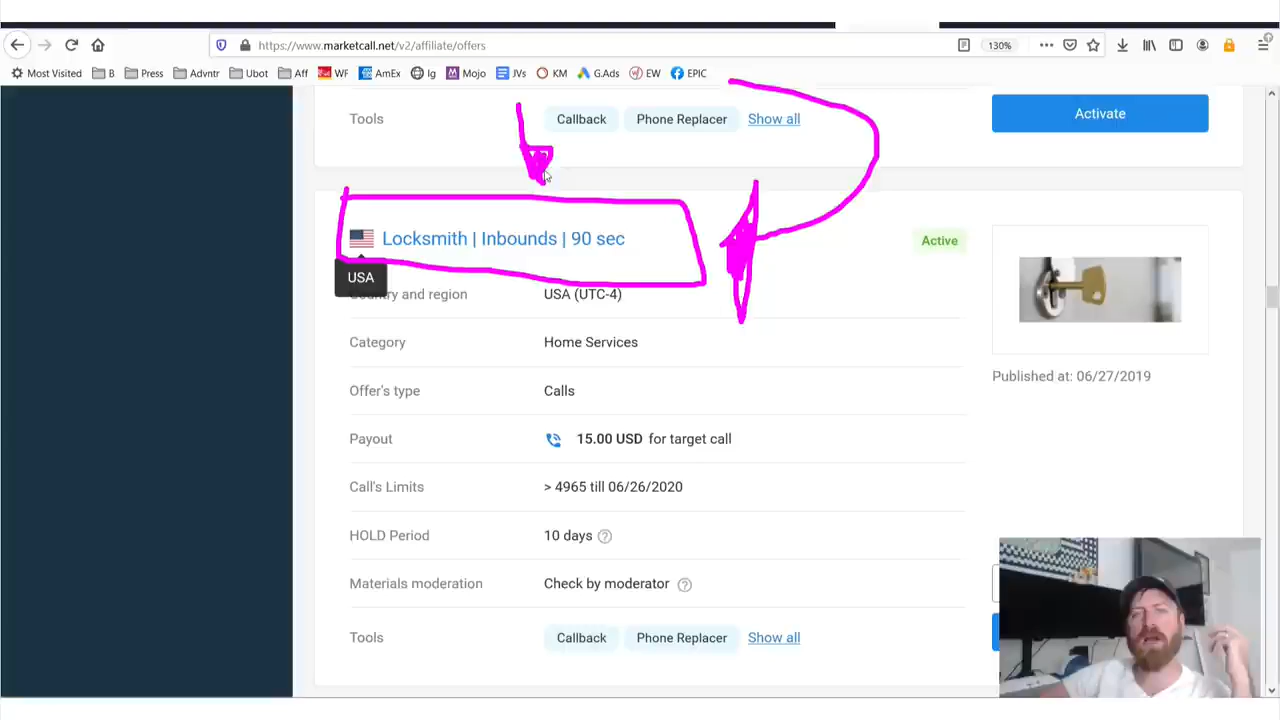 https://www.marketcall.net/v2/affiliate/offers 130%
Most Visited B Press Advntr Ubot Aff WF AmEx Ig Mojo JVs KM G.Ads EW EPIC
Tools Callback Phone Replacer Show all Activate
Locksmith | Inbounds | 90 sec Active
USA
Country and region USA (UTC-4)
Category Home Services
Published at: 06/27/2019
Offer's type Calls
Payout 15.00 USD for target call
Call's Limits > 4965 till 06/26/2020
HOLD Period 10 days
Materials moderation Check by moderator
Tools Callback Phone Replacer Show all